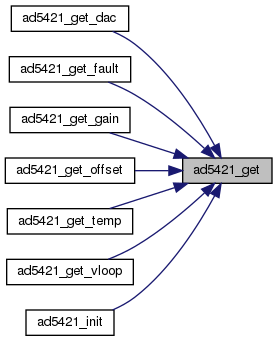 ad5421_get_dac
ad5421_get_fault
ad5421_get_gain
ad5421_get_offset
ad5421_get
ad5421_get_temp
ad5421_get_vloop
ad5421_init